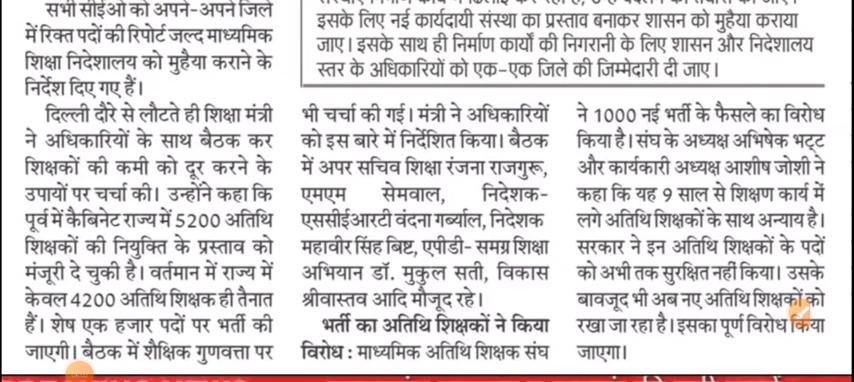 सभी सीईओ को अपने-अपने जिले
में रिक्त पदों की रिपोर्ट जल्द माध्यमिक
शिक्षा निदेशालय को मुहैया कराने के
निर्देश दिए गए हैं।
दिल्ली दौरे से लौटते ही शिक्षा मंत्री
ने अधिकारियों के साथ बैठक कर
शिक्षकों की कमी को दूर करने के
उपायों पर चर्चा की। उन्होंने कहा कि
पूर्व में कैबिनेट राज्य में 5200 अतिथि
शिक्षकों की नियुक्ति के प्रस्ताव को
मंजूरी दे चुकी है। वर्तमान में राज्य में
केवल 4200 अतिथि शिक्षक ही तैनात
हैं। शेष एक हजार पदों पर भर्ती की
जाएगी। बैठक में शैक्षिक गुणवत्ता पर
इसके लिए नई कार्यदायी संस्था का प्रस्ताव बनाकर शासन को मुहैया कराया
जाए। इसके साथ ही निर्माण कार्यों की निगरानी के लिए शासन और निदेशालय
स्तर के अधिकारियों को एक-एक जिले की जिम्मेदारी दी जाए।
भी चर्चा की गई। मंत्री ने अधिकारियों
को इस बारे में निर्देशित किया। बैठक
में अपर सचिव शिक्षा रंजना राजगुरू,
एमएम सेमवाल, निदेशक-
एससीईआरटी वंदना गर्ब्याल, निदेशक
महावीर सिंह बिष्ट, एपीडी- समग्र शिक्षा
अभियान डॉ. मुकुल सती, विकास
श्रीवास्तव आदि मौजूद रहे।
भर्ती का अतिथि शिक्षकों ने किया
विरोध : माध्यमिक अतिथि शिक्षक संघ
ने 1000 नई भर्ती के फैसले का विरोध
किया है। संघ के अध्यक्ष अभिषेक भट्ट
और कार्यकारी अध्यक्ष आशीष जोशी ने
कहा कि यह 9 साल से शिक्षण कार्य में
लगे अतिथि शिक्षकों के साथ अन्याय है।
सरकार ने इन अतिथि शिक्षकों के पदों
को अभी तक सुरक्षित नहीं किया। उसके
बावजूद भी अब नए अतिथि शिक्षकों को
रखा जा रहा है। इसका पूर्ण विरोध किया
जाएगा।